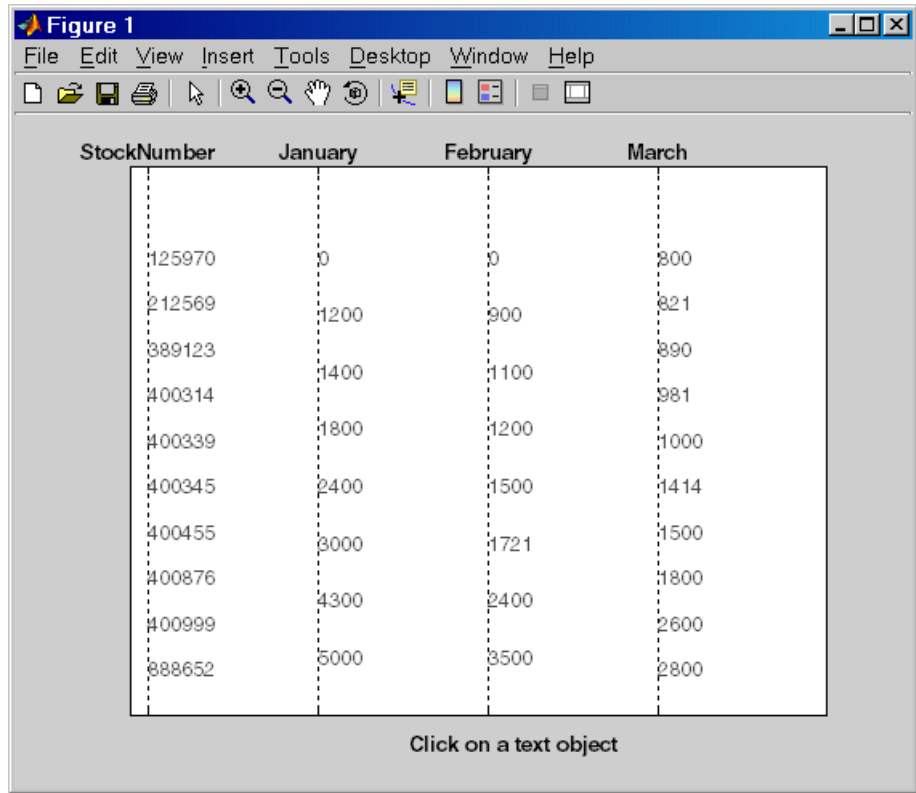 Figure 1
File Edit View Insert Tools Desktop Window Help
StockNumber January February March
125970 0 0 800
212569 1200 900 821
389123 1400 1100 890
400314 981
400339 1800 1200 1000
400345 2400 1500 1414
400455 3000 1721 1500
400876 4300 2400 1800
400999 2600
888652 5000 3500 2800
Click on a text object